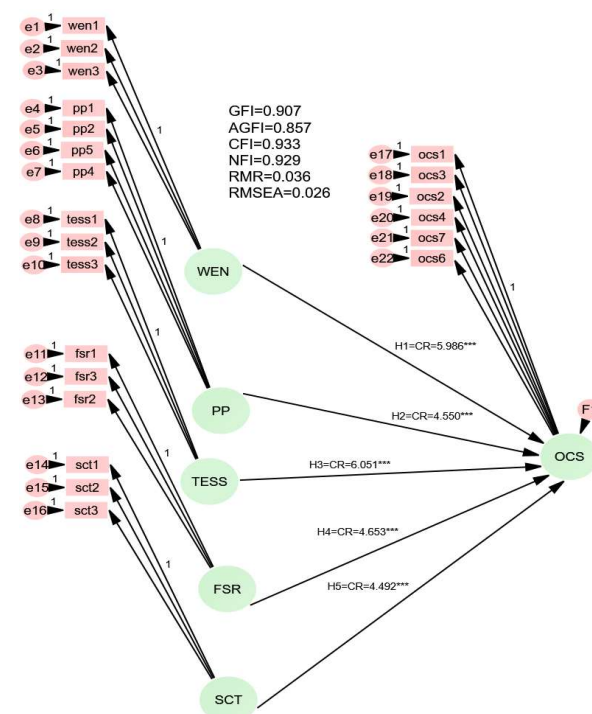 e1 1 wen1
e2 1 wen2
e3 1 wen3
e4 1 pp1
e5 1 pp2
e6 1 pp5
e7 1 pp4
e8 1 tess1
e9 1 tess2
e10 1 tess3
e11 1 fsr1
e12 1 fsr3
e13 1 fsr2
e14 1 sct1
e15 1 sct2
e16 1 sct3
1
1
1
1
1
GFI=0.907
AGFI=0.857
CFI=0.933
NFI=0.929
RMR=0.036
RMSEA=0.026
WEN
PP
TESS
FSR
SCT
H1=CR=5.986***
H2=CR=4.550***
H3=CR=6.051***
H4=CR=4.653***
H5=CR=4.492***
e17 1 ocs1
e18 1 ocs3
e19 1 ocs2
e20 1 ocs4
e21 1 ocs7
e22 1 ocs6
1
OCS